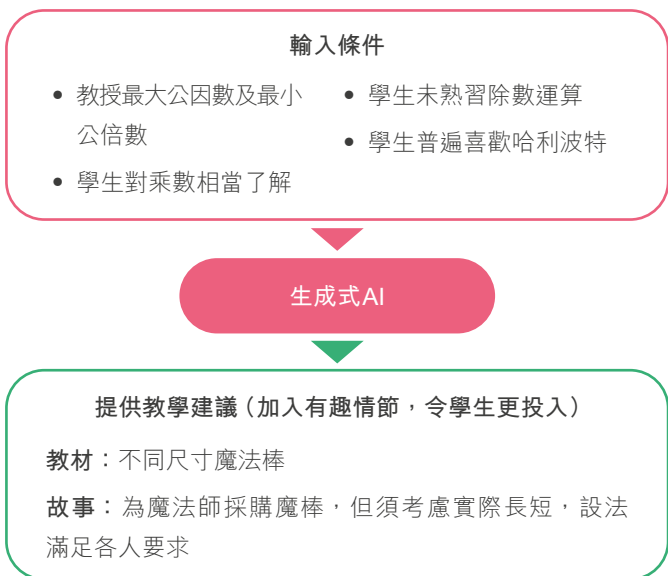 輸入條件
• 教授最大公因數及最小
公倍數
• 學生對乘數相當了解
• 學生未熟習除數運算
• 學生普遍喜歡哈利波特
生成式AI
提供教學建議（加入有趣情節，令學生更投入）
教材：不同尺寸魔法棒
故事：為魔法師採購魔棒，但須考慮實際長短，設法
滿足各人要求